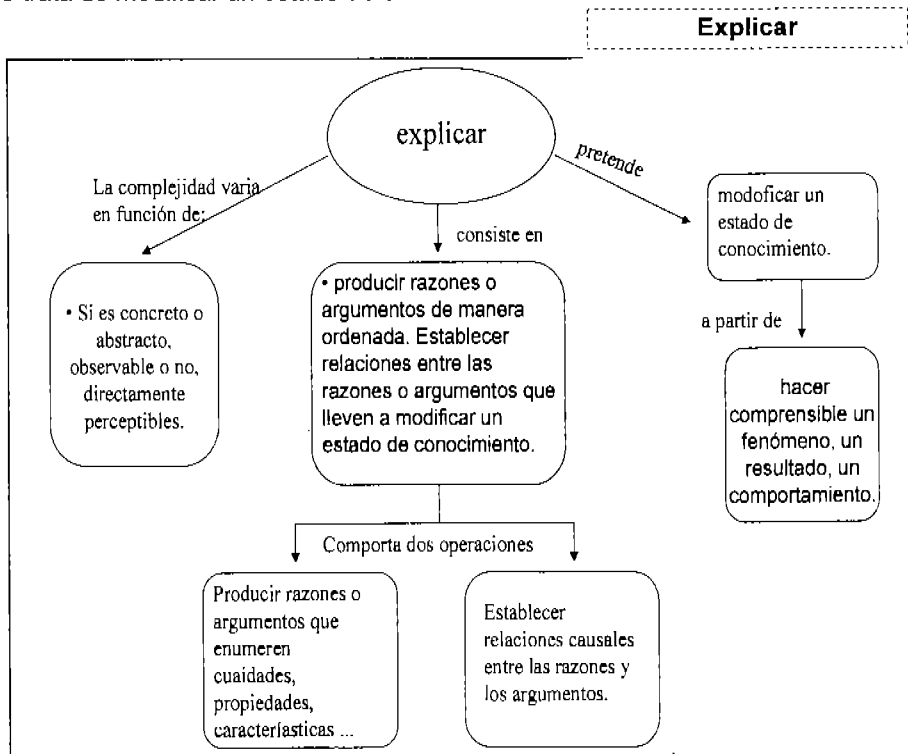 Explicar
explicar
La complejidad varia
en función de:
pretende
consiste en
modoficar un
estado de
conocimiento.
• Si es concreto o
abstracto,
observable o no,
directamente
perceptibles.
• producir razones o
argumentos de manera
ordenada. Establecer
relaciones entre las
razones o argumentos que
lleven a modificar un
estado de conocimiento.
a partir de
hacer
comprensible un
fenómeno, un
resultado, un
comportamiento.
Comporta dos operaciones
Producir razones o
argumentos que
enumeren
cuaidades,
propiedades,
caracteríasticas ...
Establecer
relaciones causales
entre las razones y
los argumentos.